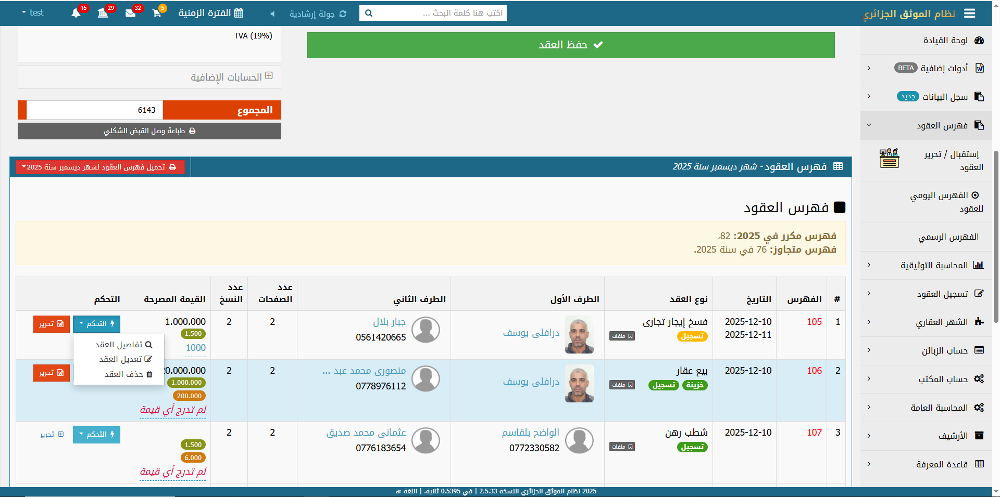 نظام الموثق الجزائري
اكتب هنا كلمة البحث ...
جولة إرشادية
الفترة الزمنية
5
32
29
45
test
لوحة القيادة
أدوات إضافية BETA
سجل البيانات جديد
فهرس العقود
إستقبال / تحرير
العقود
الفهرس اليومي
للعقود
الفهرس الرسمي
المحاسبة التوثيقية
تسجيل العقود
الشهر العقاري
حساب الزبائن
حساب المكتب
المحاسبة العامة
الأرشيف
قاعدة المعرفة
حفظ العقد
TVA (19%)
الحسابات الإضافية
المجموع 6143
طباعة وصل القبض الشكلي
فهرس العقود - شهر ديسمبر سنة 2025
تحميل فهرس العقود لشهر ديسمبر سنة 2025
فهرس العقود
فهرس مكرر في 2025: 82،
فهرس متجاوز: 76 في سنة 2025.
# الفهرس التاريخ نوع العقد الطرف الأول الطرف الثاني عدد الصفحات عدد النسخ القيمة المصرحة التحكم
1 105 2025-12-10 فسخ إيجار تجاري درافلي يوسف جبار بلال 2 2 1.000.000 التحكم تحرير
2025-12-11 تسجيل ملفات 0561420665 1.500
1000
تفاصيل العقد
تعديل العقد
حذف العقد
2 106 2025-12-10 بيع عقار درافلي يوسف منصوري محمد عبد ... 2 2 20.000.000 تحرير
خزينة تسجيل ملفات 0778976112 1.000.000
200.000
لم تدرج أي قيمة
3 107 2025-12-10 شطب رهن الواضح بلقاسم عثماني محمد صديق 2 2 التحكم تحرير
تسجيل ملفات 0772330582 0776183654 1.500
6.000
لم تدرج أي قيمة
2025 نظام الموثق الجزائري النسخة 2.5.33 | في 0.5395 ثانية. | اللغة ar